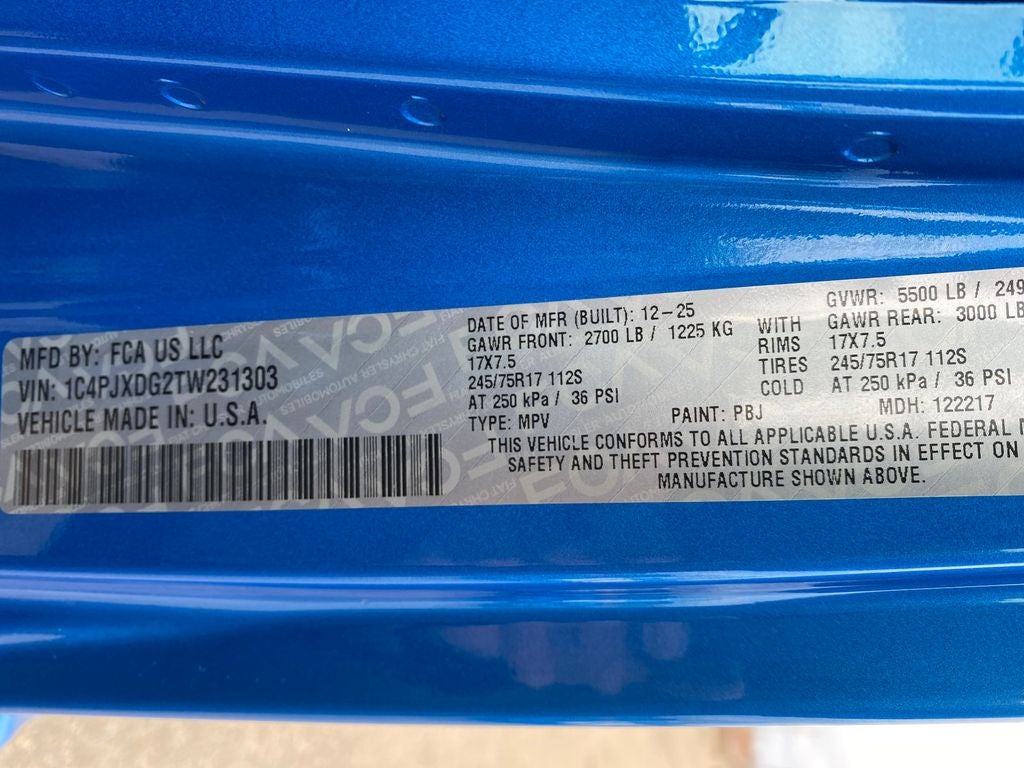 MFD BY: FCA US LLC
VIN: 1C4PJXDG2TW231303
VEHICLE MADE IN: U.S.A.
DATE OF MFR (BUILT): 12-25
GVWR: 5500 LB / 249
GAWR FRONT: 2700 LB / 1225 KG WITH GAWR REAR: 3000 LB
17X7.5 RIMS 17X7.5
245/75R17 112S TIRES 245/75R17 112S
AT 250 kPa / 36 PSI COLD AT 250 kPa / 36 PSI
TYPE: MPV PAINT: PBJ MDH: 122217
THIS VEHICLE CONFORMS TO ALL APPLICABLE U.S.A. FEDERAL
SAFETY AND THEFT PREVENTION STANDARDS IN EFFECT ON
MANUFACTURE SHOWN ABOVE.